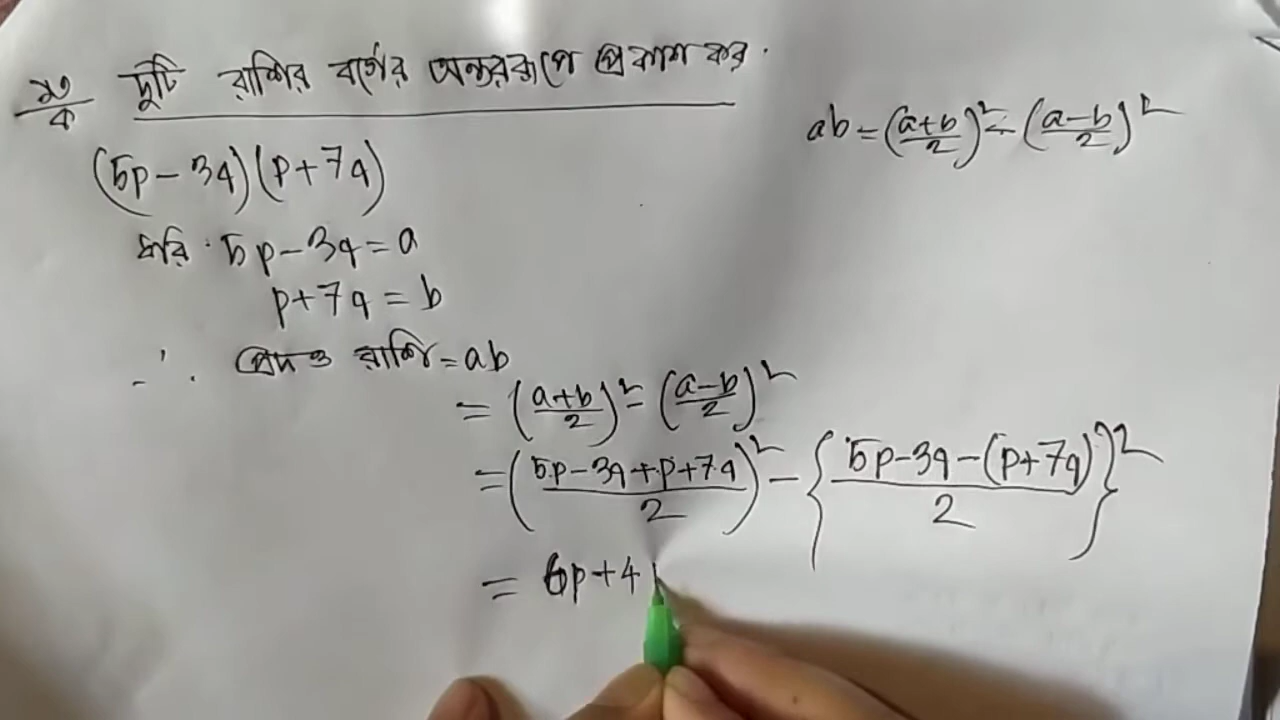 ১৩/ক দুটি রাশির বর্গের অন্তররূপে প্রকাশ কর.
ab = (a+b/2)² - (a-b/2)²
(5p-3q)(p+7q)
ধরি · 5p-3q = a
p+7q = b
∴ প্রদত্ত রাশি = ab
= (a+b/2)² - (a-b/2)²
= (5p-3q+p+7q/2)² - {5p-3q-(p+7q)/2}²
= 6p+4